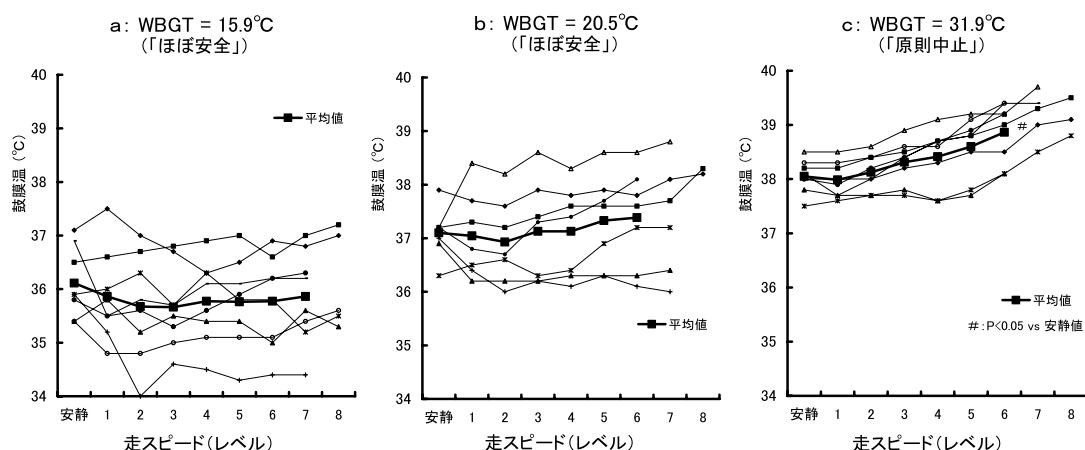 a: WBGT = 15.9℃
(「ほぼ安全」)
40
39
38
37
36
35
34
鼓膜温 (℃)
平均値
安静 1 2 3 4 5 6 7 8
走スピード(レベル)
b: WBGT = 20.5℃
(「ほぼ安全」)
40
39
38
37
36
35
34
鼓膜温 (℃)
平均値
安静 1 2 3 4 5 6 7 8
走スピード(レベル)
c: WBGT = 31.9℃
(「原則中止」)
40
39
38
37
36
35
34
鼓膜温 (℃)
#
平均値
#:P<0.05 vs 安静値
安静 1 2 3 4 5 6 7 8
走スピード(レベル)